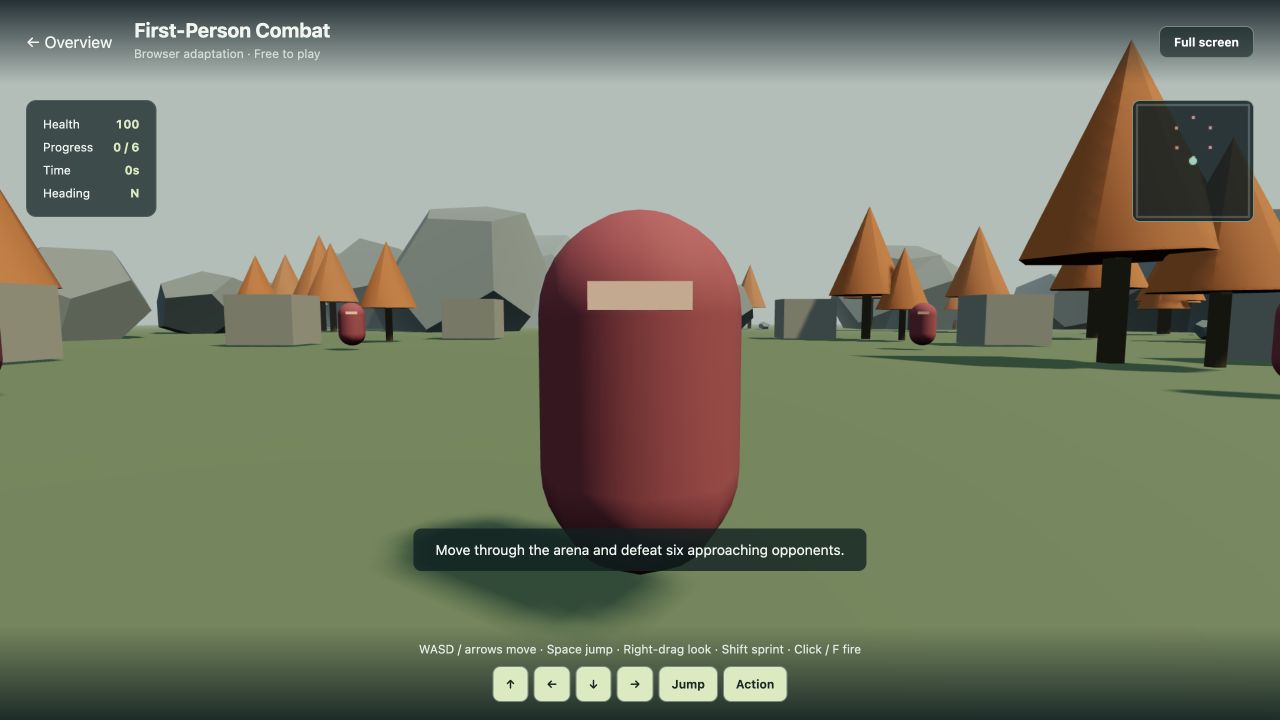 ← Overview
First-Person Combat
Browser adaptation · Free to play
Full screen
Health 100
Progress 0 / 6
Time 0s
Heading N
Move through the arena and defeat six approaching opponents.
WASD / arrows move · Space jump · Right-drag look · Shift sprint · Click / F fire
↑ ← ↓ → Jump Action